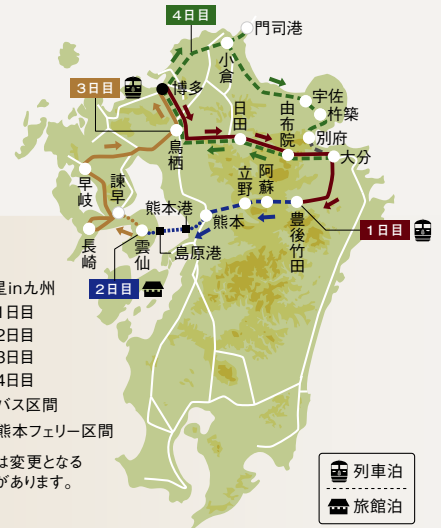 4日目
門司港
小倉
3日目
博多
宇佐
杵築
日田
由布院
別府
大分
鳥栖
早岐
諫早
立野
阿蘇
熊本港
熊本
豊後竹田
長崎
雲仙
島原港
1日目
2日目
星in九州
1日目
2日目
3日目
4日目
バス区間
熊本フェリー区間
は変更となる
があります。
列車泊
旅館泊